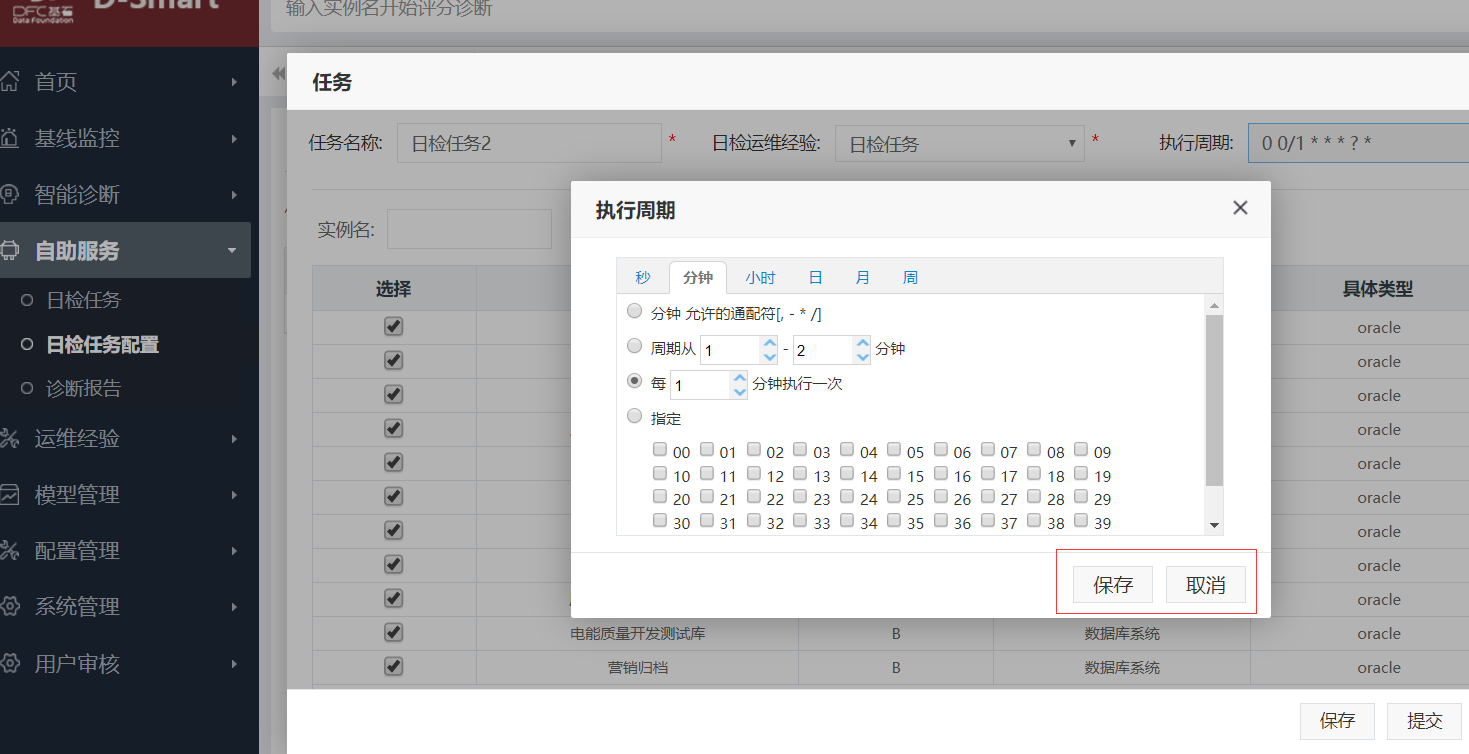 D-Smart
DFC基石
Data Foundation
输入实例名开始评分诊断
首页
基线监控
智能诊断
自助服务
日检任务
日检任务配置
诊断报告
运维经验
模型管理
配置管理
系统管理
用户审核
任务
任务名称: 日检任务2 * 日检运维经验: 日检任务 * 执行周期: 0 0/1 * * * ? *
实例名:
选择 具体类型
oracle
oracle
oracle
oracle
oracle
oracle
oracle
oracle
oracle
电能质量开发测试库 B 数据库系统 oracle
营销归档 B 数据库系统 oracle
执行周期
秒 分钟 小时 日 月 周
分钟 允许的通配符[, - * /]
周期从 1 - 2 分钟
每 1 分钟执行一次
指定
00 01 02 03 04 05 06 07 08 09
10 11 12 13 14 15 16 17 18 19
20 21 22 23 24 25 26 27 28 29
30 31 32 33 34 35 36 37 38 39
保存 取消
保存 提交